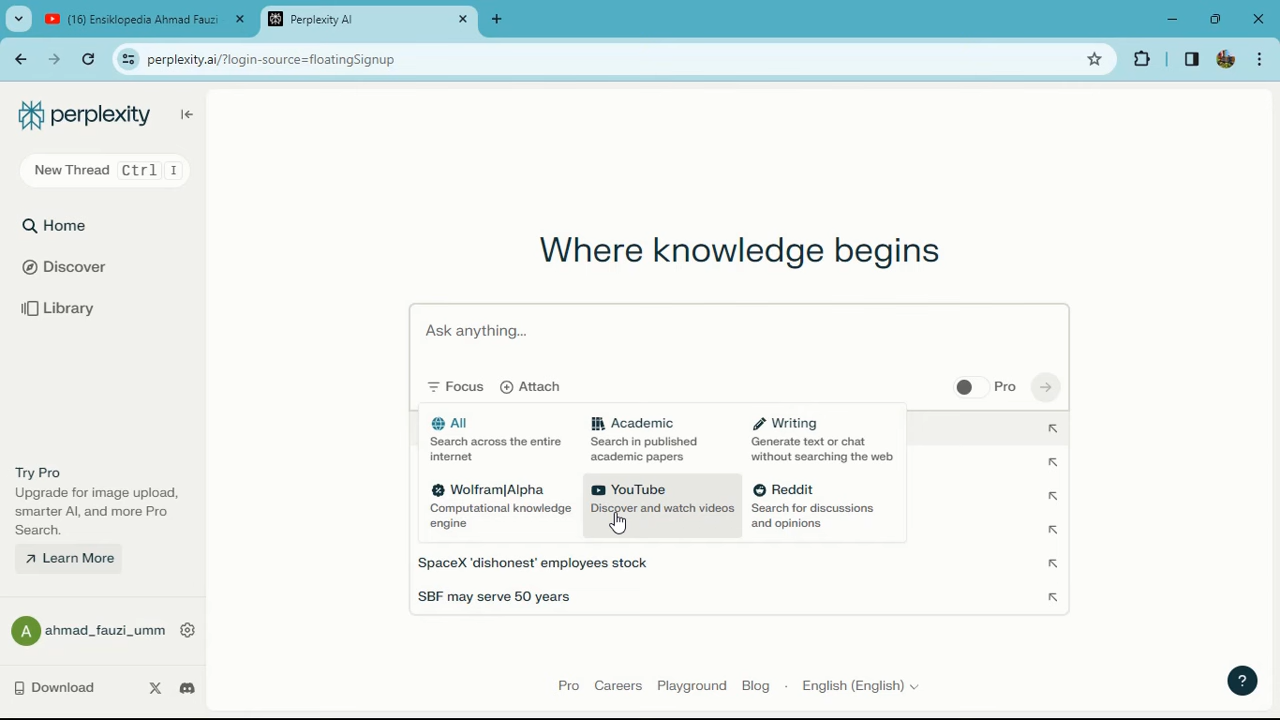 (16) Ensiklopedia Ahmad Fauzi
Perplexity AI
perplexity.ai/?login-source=floatingSignup
perplexity
New Thread Ctrl I
Home
Discover
Library
Try Pro
Upgrade for image upload,
smarter AI, and more Pro
Search.
Learn More
A ahmad_fauzi_umm
Download
Where knowledge begins
Ask anything...
Focus Attach
Pro
All
Search across the entire
internet
Academic
Search in published
academic papers
Writing
Generate text or chat
without searching the web
Wolfram|Alpha
Computational knowledge
engine
YouTube
Discover and watch videos
Reddit
Search for discussions
and opinions
SpaceX 'dishonest' employees stock
SBF may serve 50 years
Pro Careers Playground Blog · English (English)
?